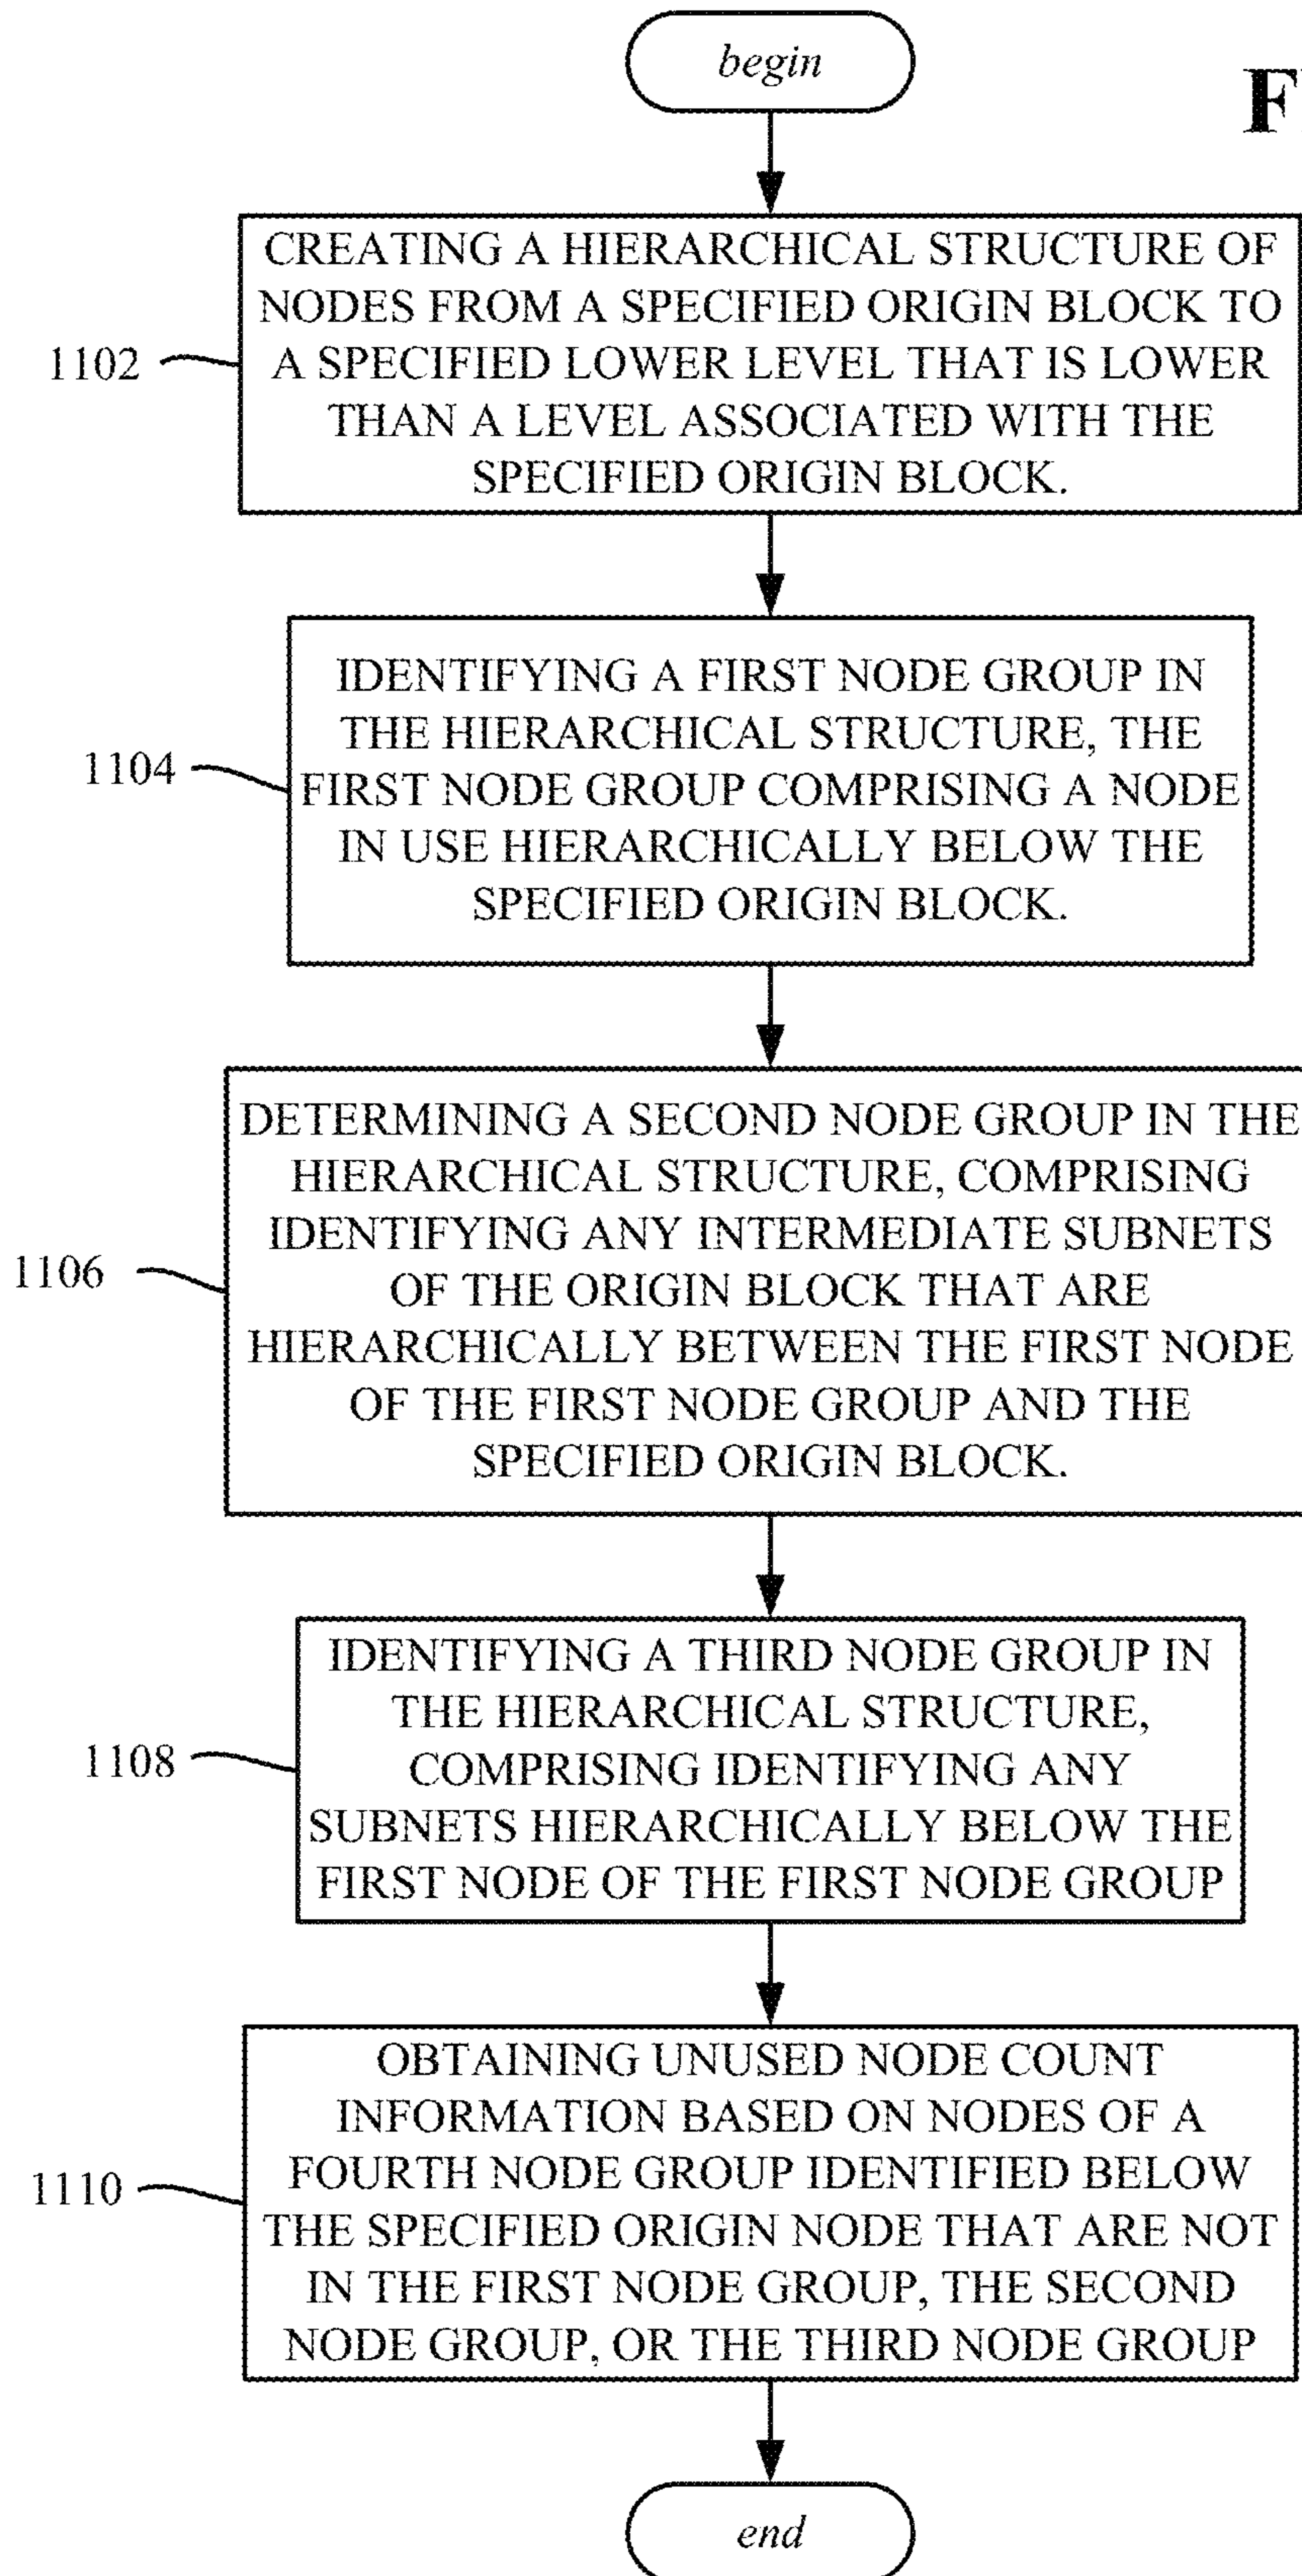 begin
F
CREATING A HIERARCHICAL STRUCTURE OF
NODES FROM A SPECIFIED ORIGIN BLOCK TO
A SPECIFIED LOWER LEVEL THAT IS LOWER
THAN A LEVEL ASSOCIATED WITH THE
SPECIFIED ORIGIN BLOCK.
1102
IDENTIFYING A FIRST NODE GROUP IN
THE HIERARCHICAL STRUCTURE, THE
FIRST NODE GROUP COMPRISING A NODE
IN USE HIERARCHICALLY BELOW THE
SPECIFIED ORIGIN BLOCK.
1104
DETERMINING A SECOND NODE GROUP IN THE
HIERARCHICAL STRUCTURE, COMPRISING
IDENTIFYING ANY INTERMEDIATE SUBNETS
OF THE ORIGIN BLOCK THAT ARE
HIERARCHICALLY BETWEEN THE FIRST NODE
OF THE FIRST NODE GROUP AND THE
SPECIFIED ORIGIN BLOCK.
1106
IDENTIFYING A THIRD NODE GROUP IN
THE HIERARCHICAL STRUCTURE,
COMPRISING IDENTIFYING ANY
SUBNETS HIERARCHICALLY BELOW THE
FIRST NODE OF THE FIRST NODE GROUP
1108
OBTAINING UNUSED NODE COUNT
INFORMATION BASED ON NODES OF A
FOURTH NODE GROUP IDENTIFIED BELOW
THE SPECIFIED ORIGIN NODE THAT ARE NOT
IN THE FIRST NODE GROUP, THE SECOND
NODE GROUP, OR THE THIRD NODE GROUP
1110
end